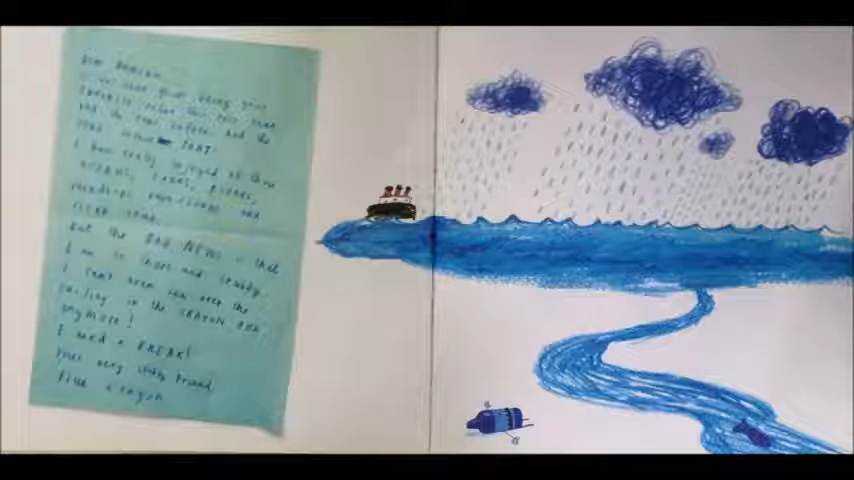 Dear DUNCAN,
It's been great being your
FAVORITE color this past year.
And the year before. And the
YEAR before THAT.
I have really enjoyed all those
OCEANS, LAKES, RIVERS,
RAINDROPS, RAIN CLOUDS and
CLEAR skies.
But the BAD NEWS is that
I am so short and stubby,
I can't even see over the
railing in the CRAYON BOX
anymore!
I need a BREAK!
Your very stubby friend,
Blue Crayon